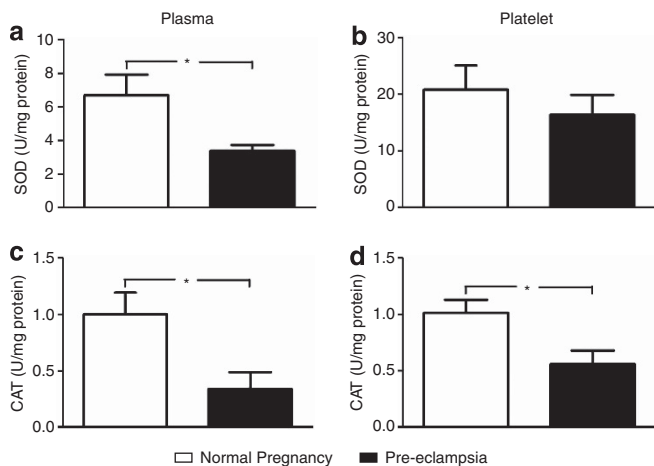 Plasma
Platelet
a
SOD (U/mg protein)
10
8
6
4
2
0
*
b
SOD (U/mg protein)
30
20
10
0
c
CAT (U/mg protein)
1.5
1.0
0.5
0.0
*
d
CAT (U/mg protein)
1.5
1.0
0.5
0.0
*
Normal Pregnancy
Pre-eclampsia